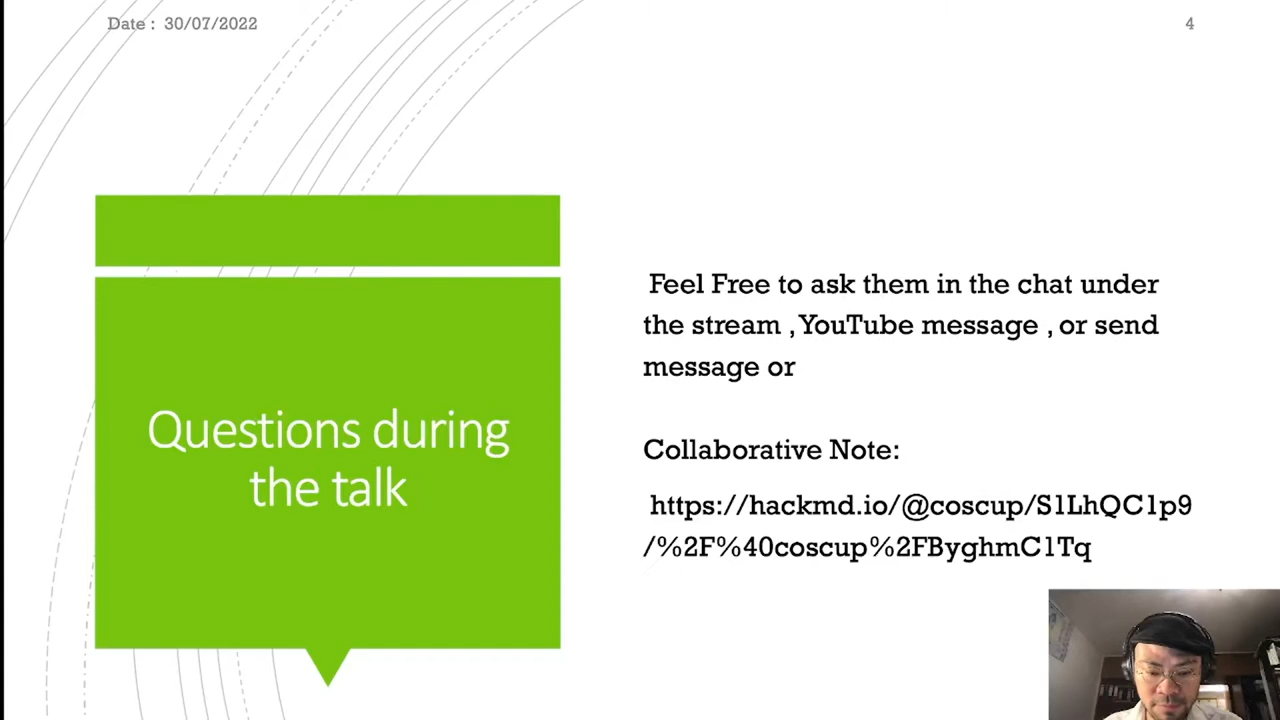 Date : 30/07/2022
4
Questions during
the talk
Feel Free to ask them in the chat under
the stream , YouTube message , or send
message or
Collaborative Note:
https://hackmd.io/@coscup/S1LhQC1p9
/%2F%40coscup%2FByghmC1Tq